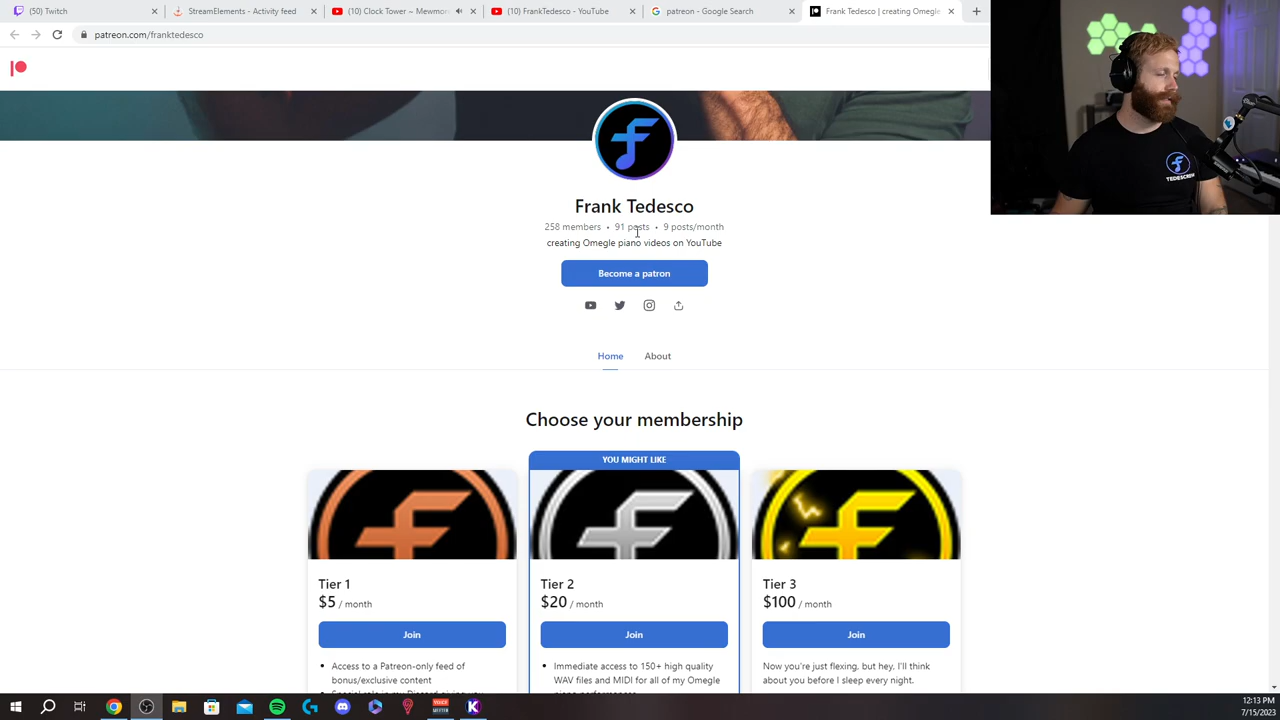 (50) Twitch
StreamElements - Activity feed
(10) Clock Tower – Mewmor
(10) FrankTedesco - YouTube
patreon - Google Search
Frank Tedesco | creating Omegle
patreon.com/franktedesco
TEDESCREW
Frank Tedesco
258 members • 91 posts • 9 posts/month
creating Omegle piano videos on YouTube
Become a patron
Home
About
Choose your membership
YOU MIGHT LIKE
Tier 1
$5 / month
Join
Access to a Patreon-only feed of
bonus/exclusive content
Tier 2
$20 / month
Join
Immediate access to 150+ high quality
WAV files and MIDI for all of my Omegle
Tier 3
$100 / month
Join
Now you're just flexing, but hey, I'll think
about you before I sleep every night.
12:13 PM
7/15/2023